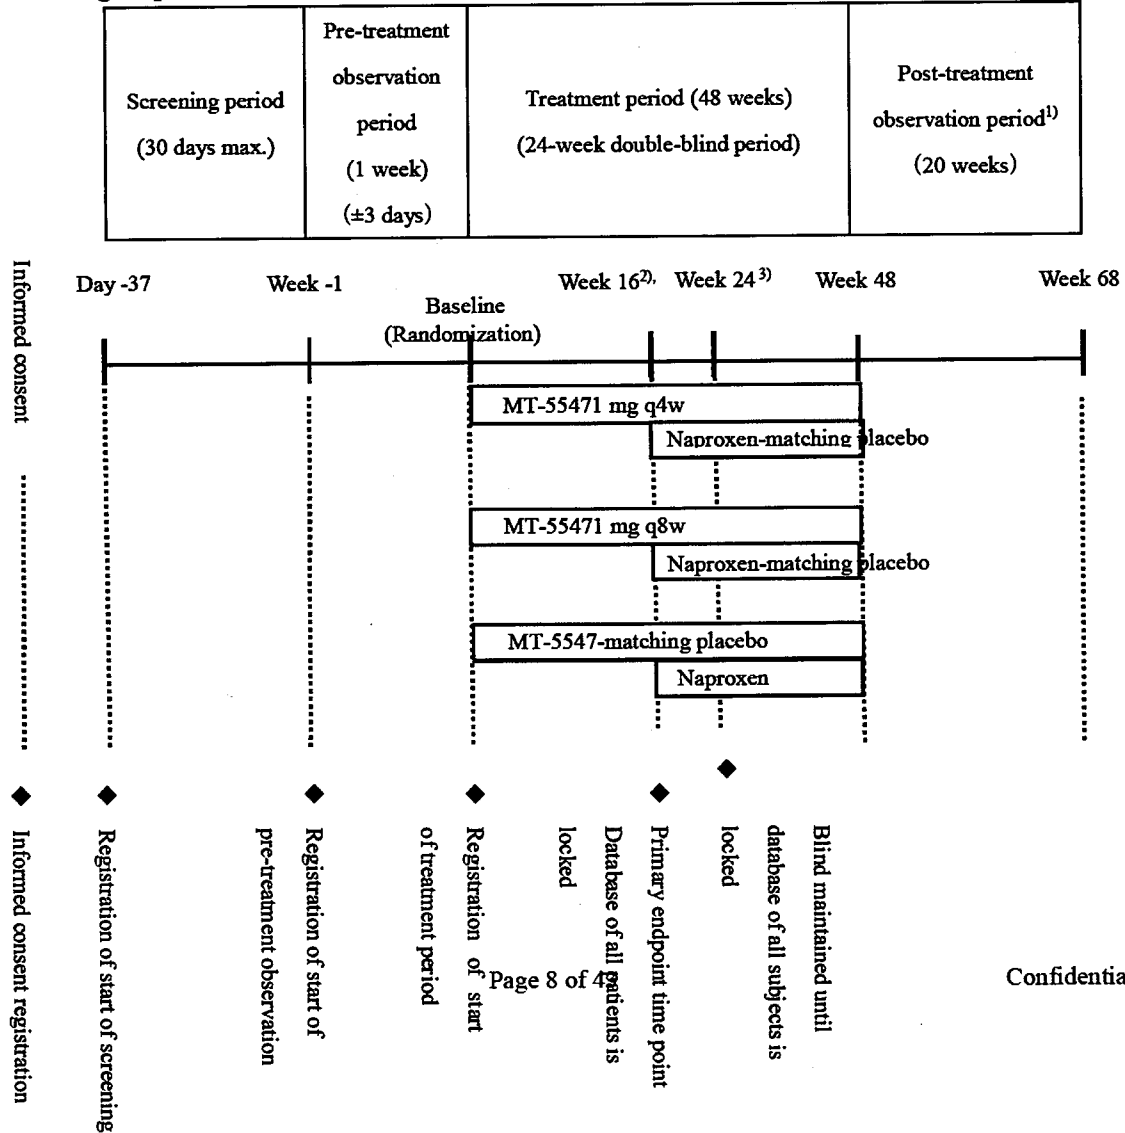 Screening period
(30 days max.)
Pre-treatment
observation
period
(1 week)
(±3 days)
Treatment period (48 weeks)
(24-week double-blind period)
Post-treatment
observation period1)
(20 weeks)
Informed consent
Day -37
Week -1
Baseline
(Randomization)
Week 162),
Week 243)
Week 48
Week 68
MT-55471 mg q4w
Naproxen-matching placebo
MT-55471 mg q8w
Naproxen-matching placebo
MT-5547-matching placebo
Naproxen
Informed consent registration
Registration of start of screening
Registration of start of
pre-treatment observation
Registration of start
of treatment period
Primary endpoint time point
Database of all patients is
locked
Blind maintained until
database of all subjects is
locked
Page 8 of 4
Confidentia